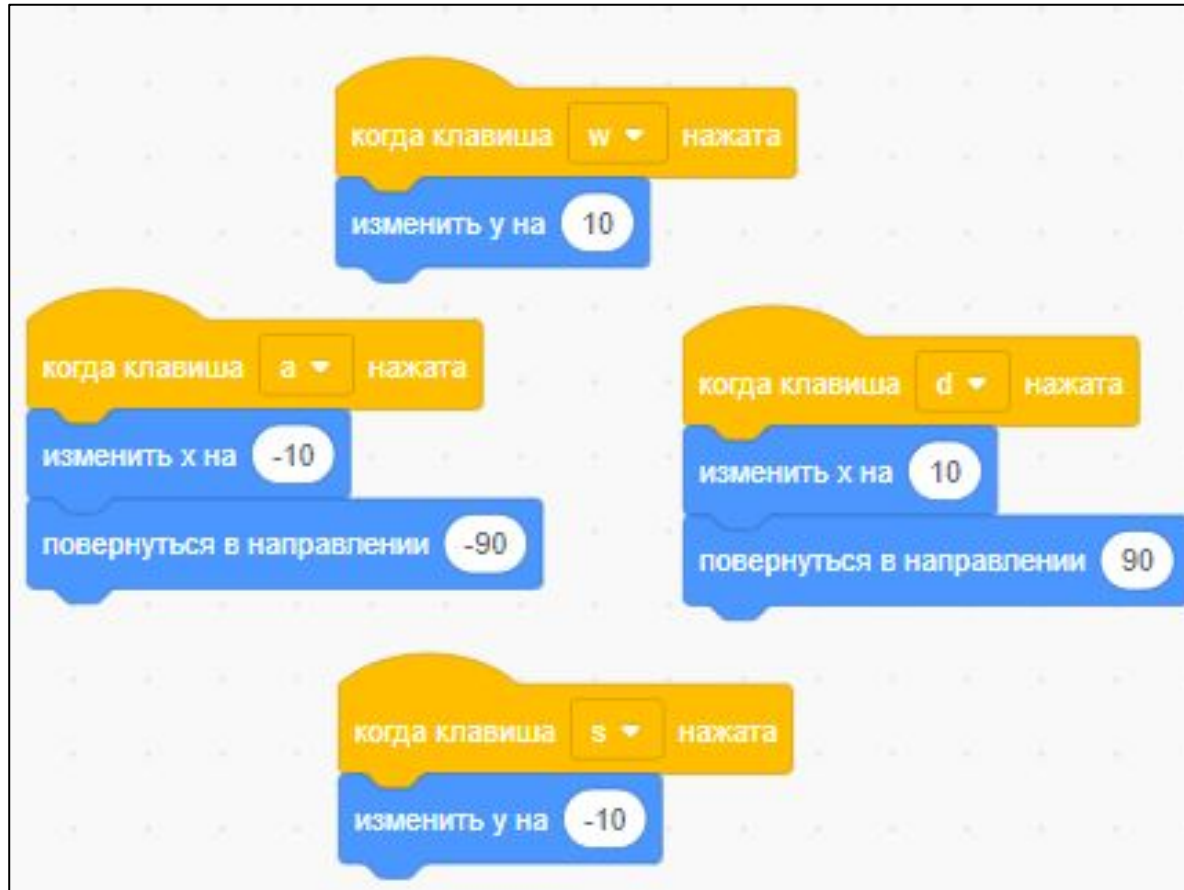 когда клавиша w нажата
изменить y на 10
когда клавиша a нажата
изменить x на -10
повернуться в направлении -90
когда клавиша d нажата
изменить x на 10
повернуться в направлении 90
когда клавиша s нажата
изменить y на -10